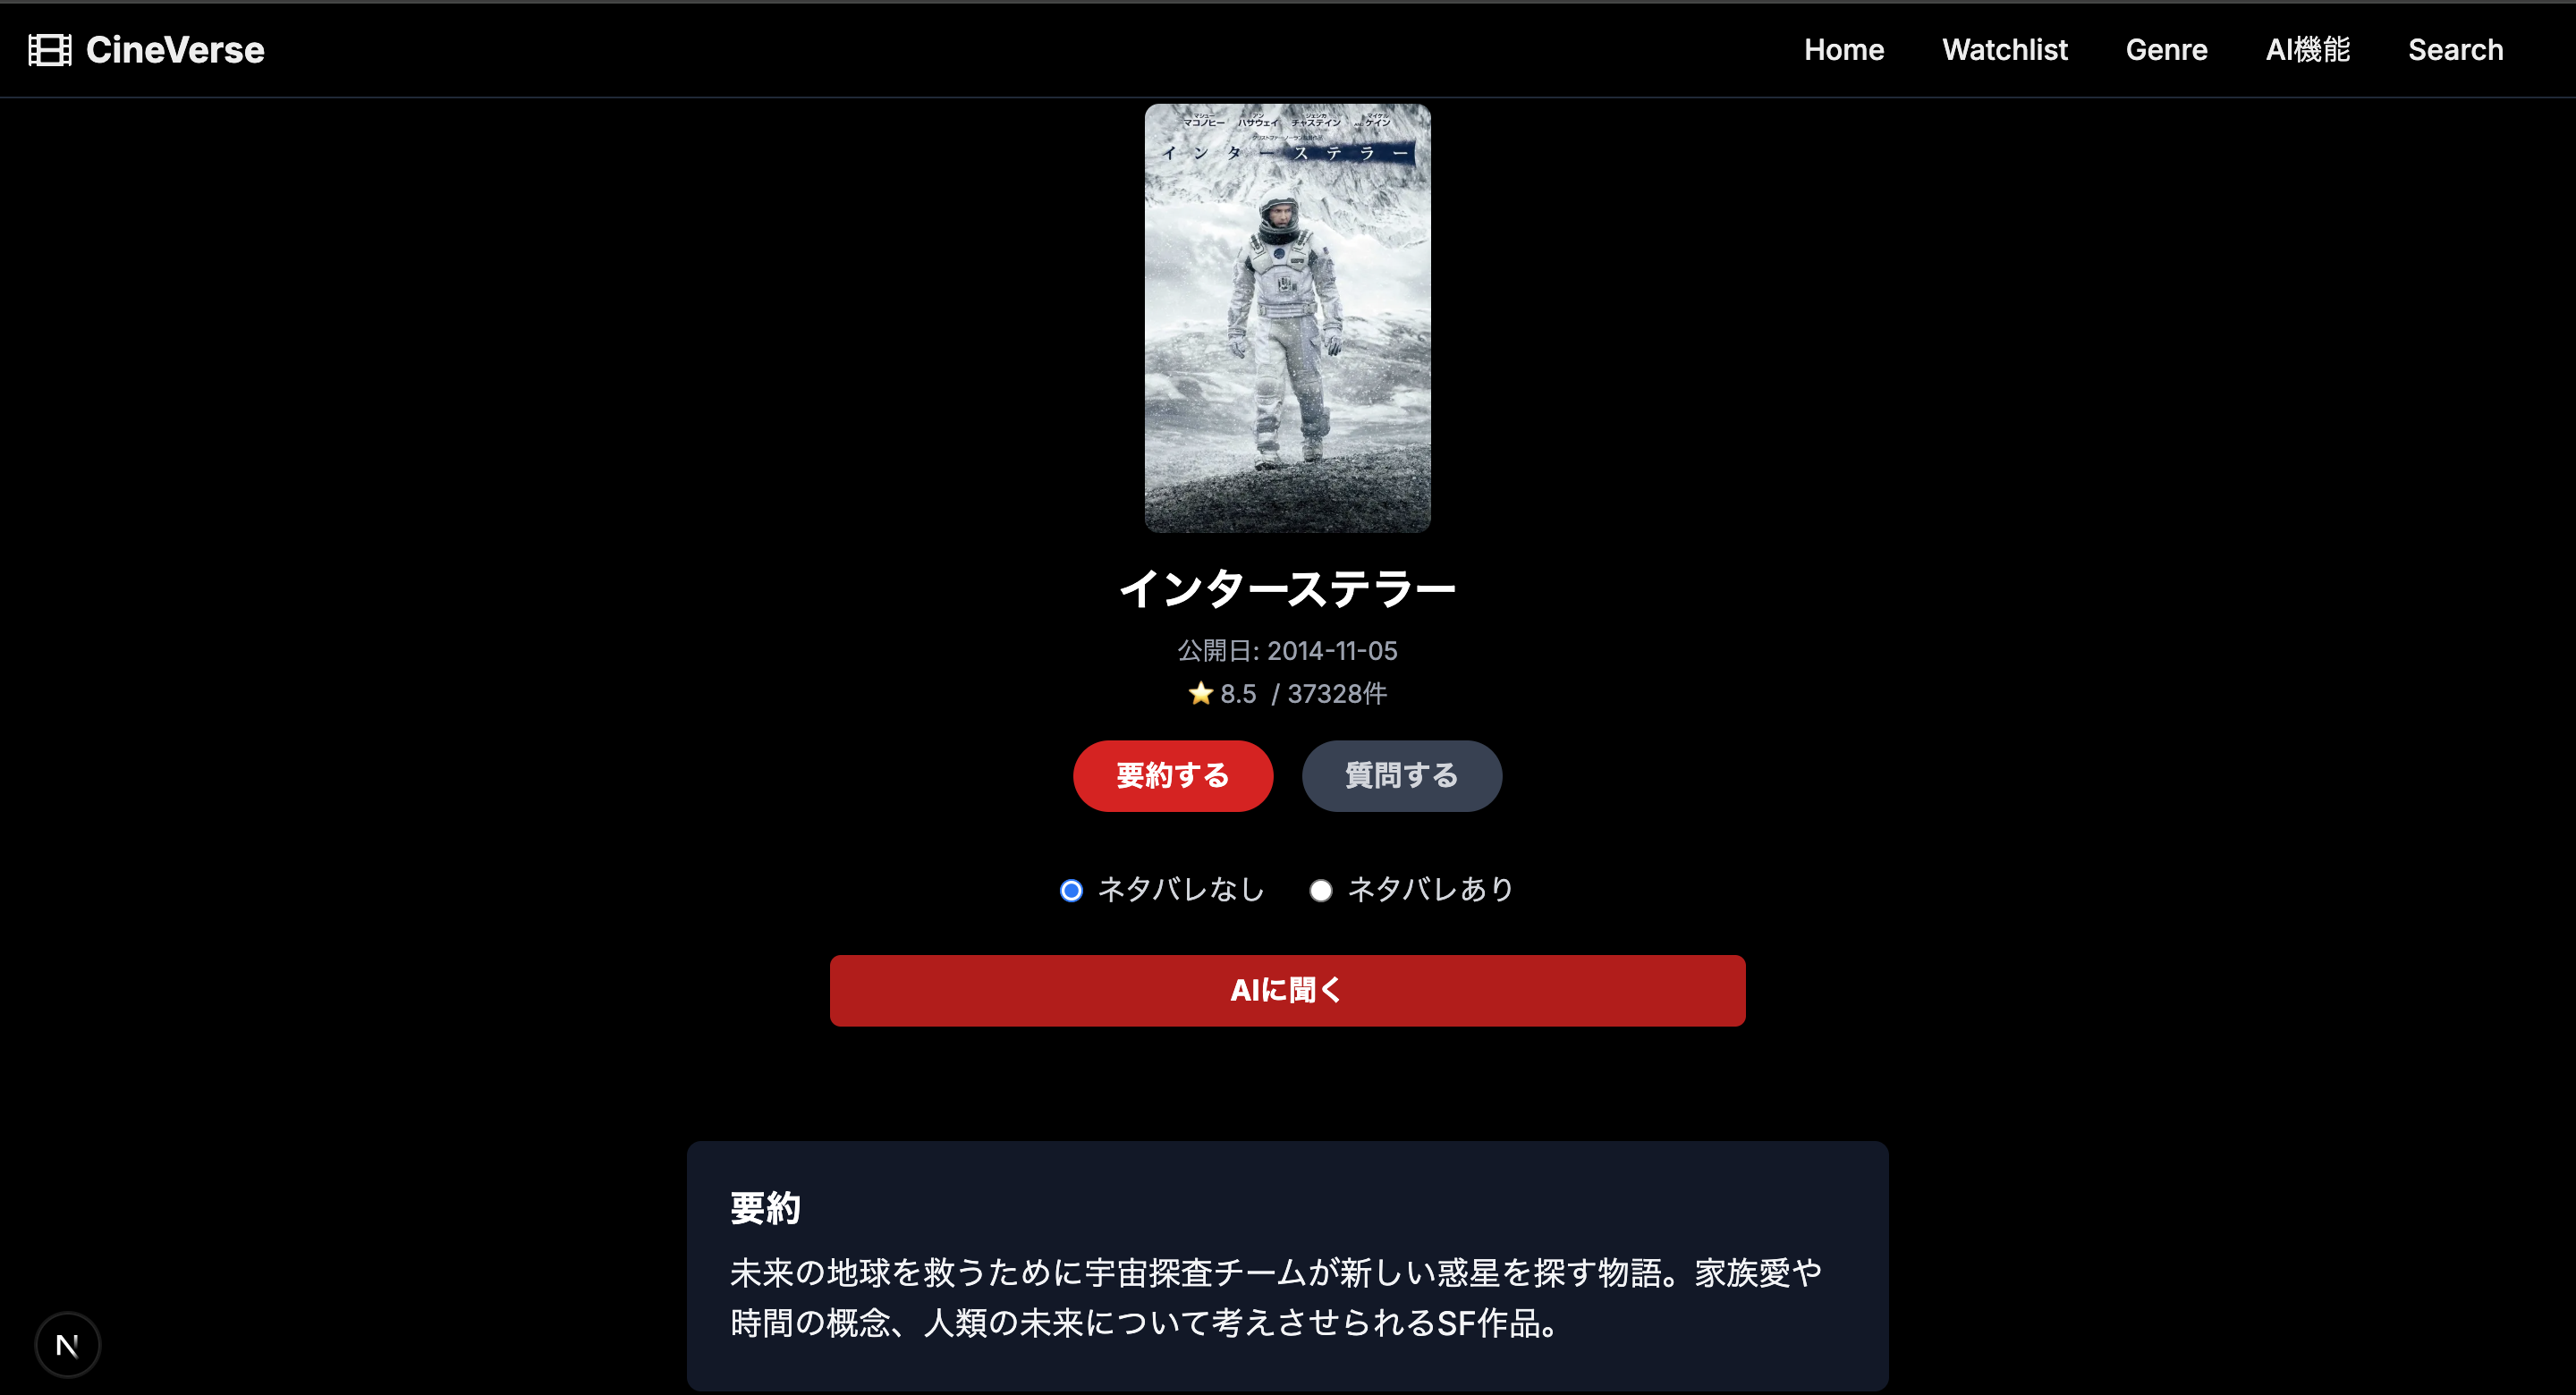 CineVerse
Home Watchlist Genre AI機能 Search
マシュー アン ジェシカ マイケル
マコノヒー ハサウェイ チャステイン ケイン
インターステラー
インターステラー
公開日: 2014-11-05
⭐ 8.5 / 37328件
要約する 質問する
ネタバレなし ネタバレあり
AIに聞く
要約
未来の地球を救うために宇宙探査チームが新しい惑星を探す物語。家族愛や
時間の概念、人類の未来について考えさせられるSF作品。
N